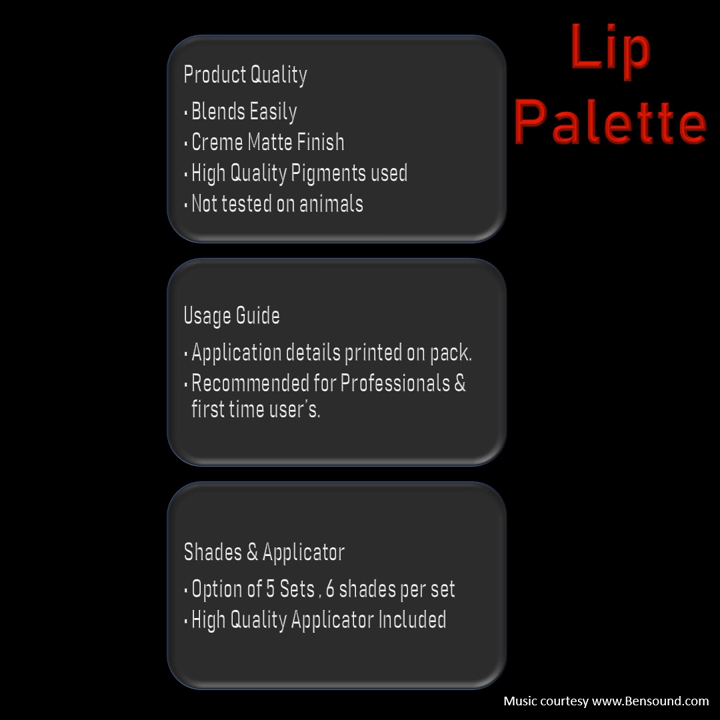 Lip
Palette
Product Quality
• Blends Easily
• Creme Matte Finish
• High Quality Pigments used
• Not tested on animals
Usage Guide
• Application details printed on pack.
• Recommended for Professionals &
first time user's.
Shades & Applicator
• Option of 5 Sets , 6 shades per set
• High Quality Applicator Included
Music courtesy www.Bensound.com